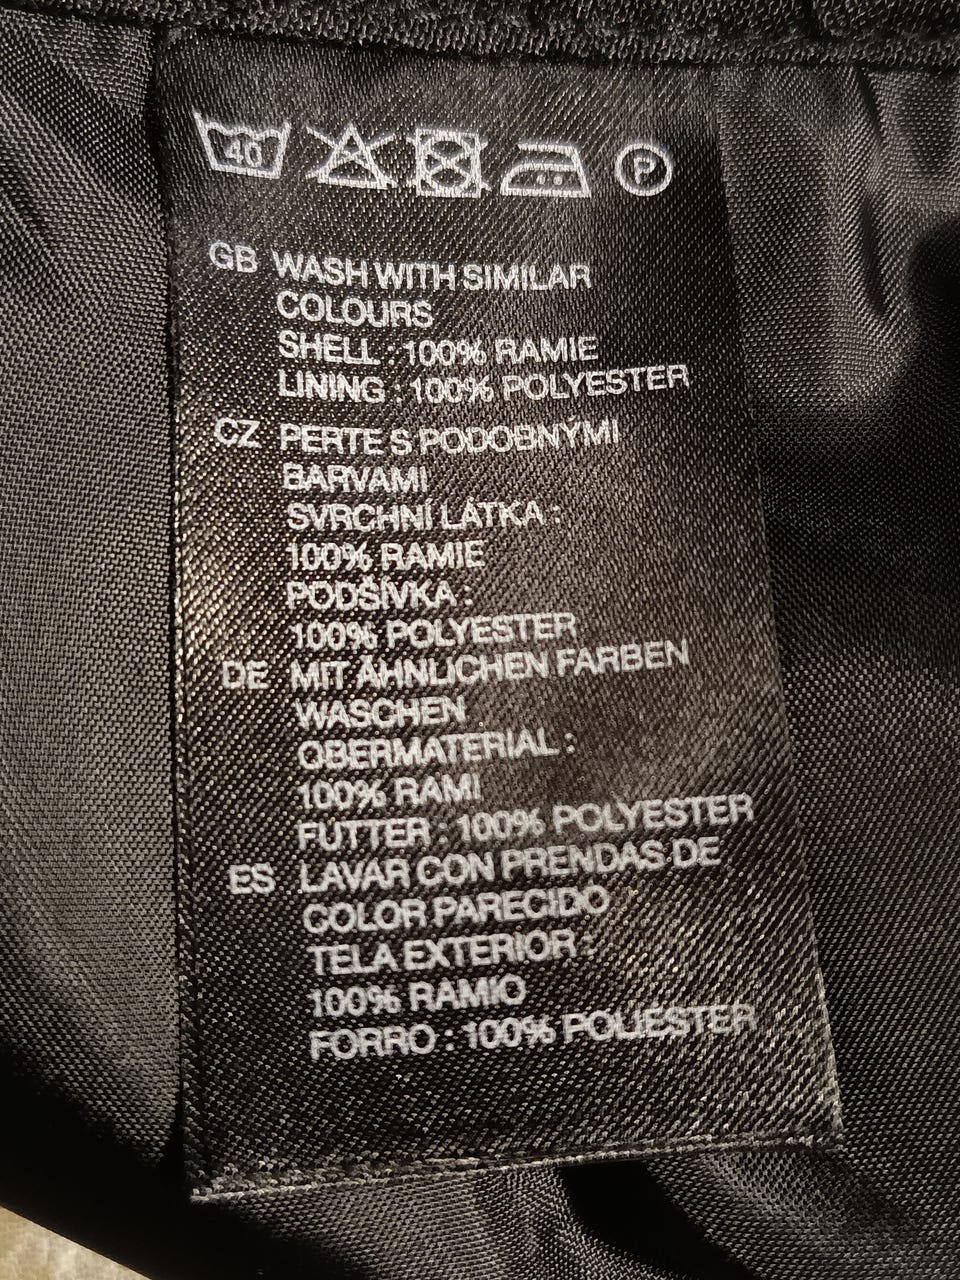 40 P
GB WASH WITH SIMILAR
COLOURS
SHELL : 100% RAMIE
LINING : 100% POLYESTER
CZ PERTE S PODOBNÝMI
BARVAMI
SVRCHNÍ LÁTKA :
100% RAMIE
PODŠÍVKA :
100% POLYESTER
DE MIT ÄHNLICHEN FARBEN
WASCHEN
OBERMATERIAL :
100% RAMI
FUTTER : 100% POLYESTER
ES LAVAR CON PRENDAS DE
COLOR PARECIDO
TELA EXTERIOR :
100% RAMIO
FORRO : 100% POLIÉSTER